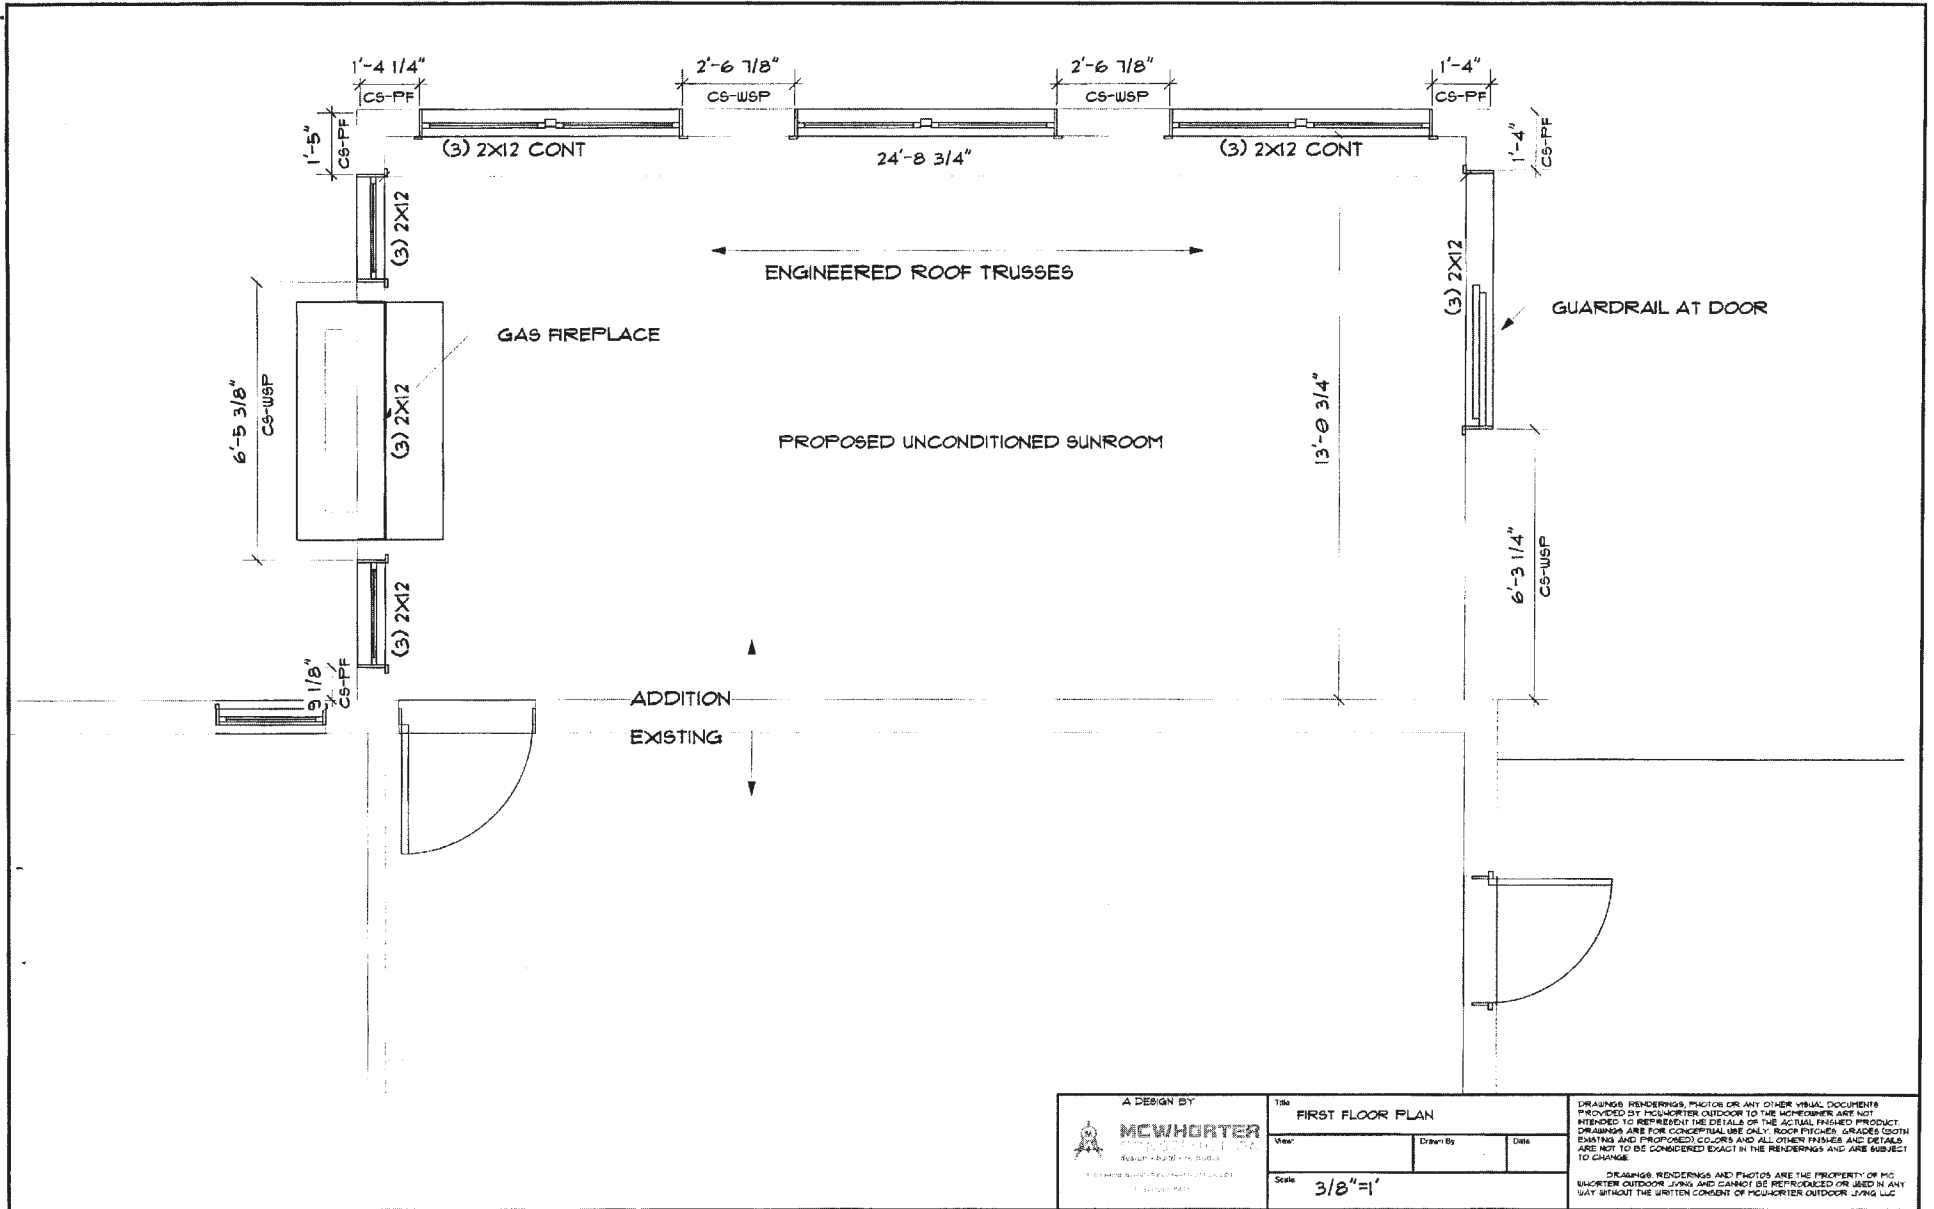 1'-4 1/4"
CS-PF
2'-6 7/8"
CS-WSP
2'-6 7/8"
CS-WSP
1'-4"
CS-PF
1'-5"
CS-PF
(3) 2X12 CONT
24'-8 3/4"
(3) 2X12 CONT
1'-4"
CS-PF
(3) 2X12
ENGINEERED ROOF TRUSSES
(3) 2X12
GUARDRAIL AT DOOR
GAS FIREPLACE
6'-5 3/8"
CS-WSP
(3) 2X12
PROPOSED UNCONDITIONED SUNROOM
13'-0 3/4"
6'-3 1/4"
CS-WSP
(3) 2X12
9 1/8"
CS-PF
ADDITION
EXISTING
A DESIGN BY
MCWHORTER
Title
FIRST FLOOR PLAN
View:
Drawn By
Date
Scale
3/8"=1'
DRAWINGS, RENDERINGS, PHOTOS OR ANY OTHER VISUAL DOCUMENTS
PROVIDED BY MCWHORTER OUTDOOR TO THE HOMEOWNER ARE NOT
INTENDED TO REPRESENT THE DETAILS OF THE ACTUAL FINISHED PRODUCT.
DRAWINGS ARE FOR CONCEPTUAL USE ONLY. ROOF PITCHES, GRADES (BOTH
EXISTING AND PROPOSED), COLORS AND ALL OTHER FINISHES AND DETAILS
ARE NOT TO BE CONSIDERED EXACT IN THE RENDERINGS AND ARE SUBJECT
TO CHANGE.
DRAWINGS, RENDERINGS AND PHOTOS ARE THE PROPERTY OF MC
WHORTER OUTDOOR LIVING AND CANNOT BE REPRODUCED OR USED IN ANY
WAY WITHOUT THE WRITTEN CONSENT OF MCWHORTER OUTDOOR LIVING LLC